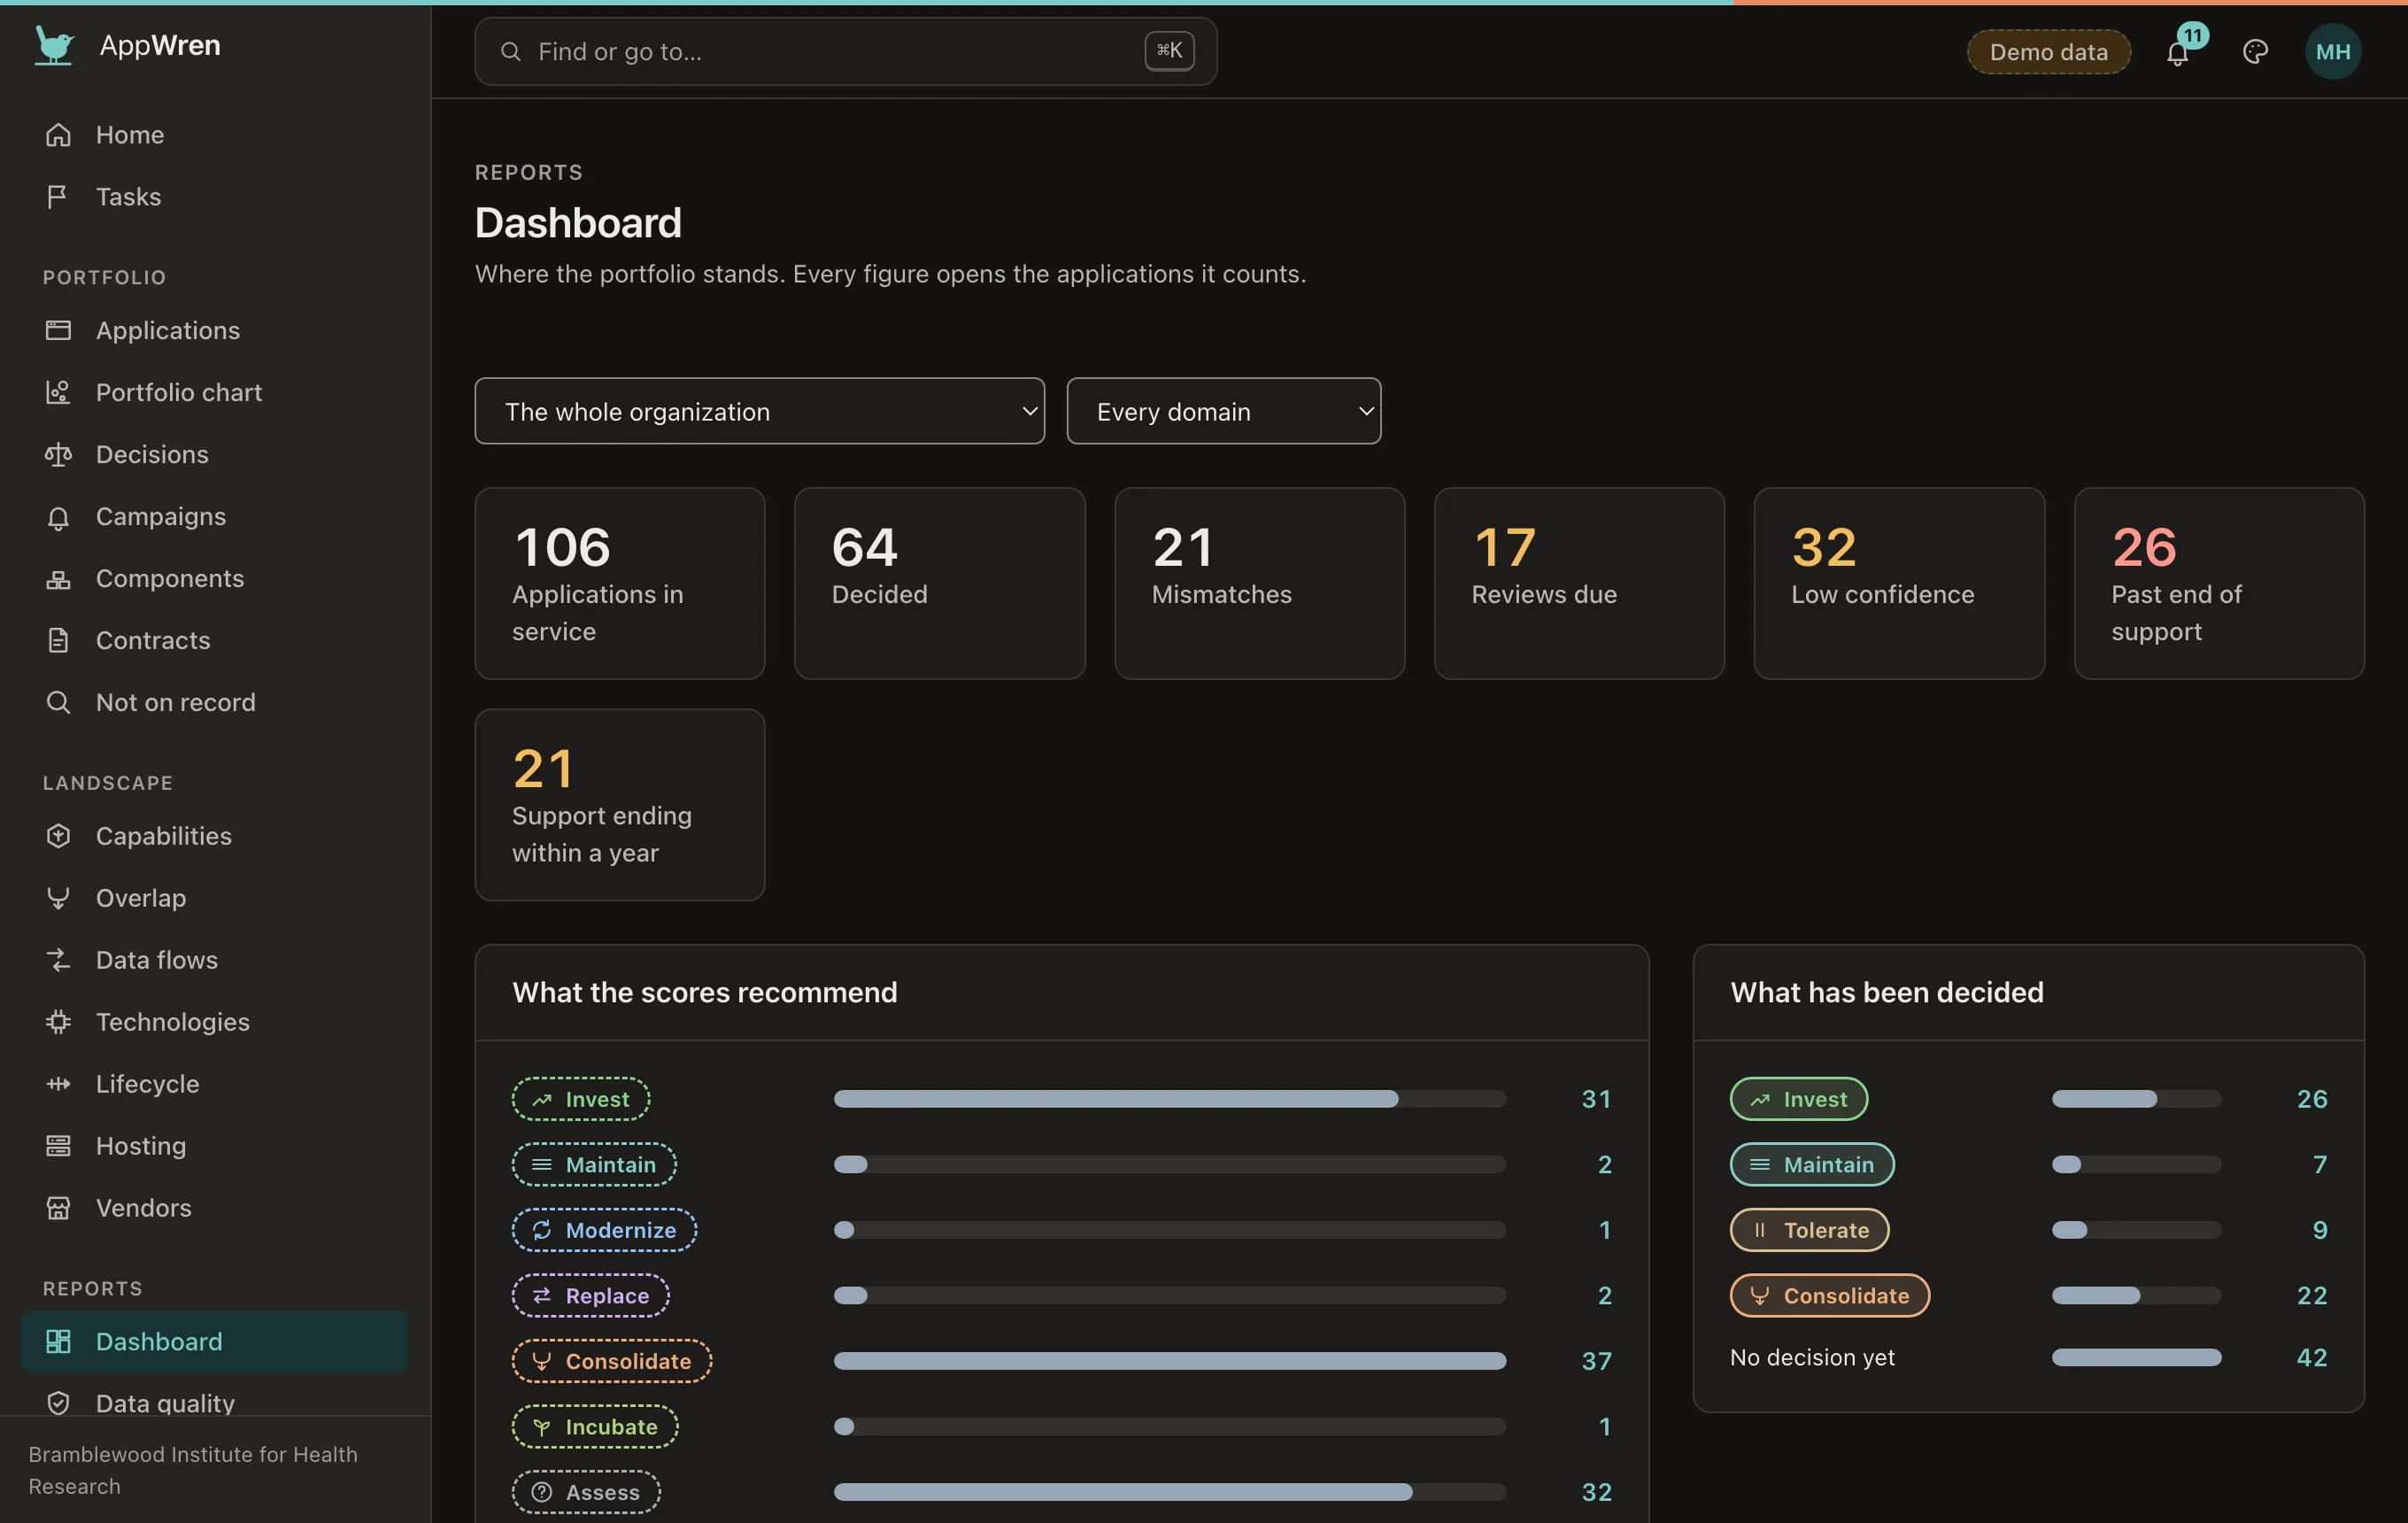 AppWren
Find or go to...
⌘K
Demo data
11
MH
Home
Tasks
PORTFOLIO
Applications
Portfolio chart
Decisions
Campaigns
Components
Contracts
Not on record
LANDSCAPE
Capabilities
Overlap
Data flows
Technologies
Lifecycle
Hosting
Vendors
REPORTS
Dashboard
Data quality
Bramblewood Institute for Health
Research
REPORTS
Dashboard
Where the portfolio stands. Every figure opens the applications it counts.
The whole organization
Every domain
106
Applications in
service
64
Decided
21
Mismatches
17
Reviews due
32
Low confidence
26
Past end of
support
21
Support ending
within a year
What the scores recommend
Invest 31
Maintain 2
Modernize 1
Replace 2
Consolidate 37
Incubate 1
Assess 32
What has been decided
Invest 26
Maintain 7
Tolerate 9
Consolidate 22
No decision yet 42